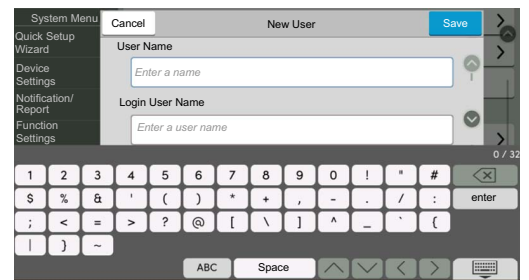 System Menu
Cancel
New User
Save
Quick Setup
Wizard
User Name
Enter a name
Device
Settings
Notification/
Report
Login User Name
Enter a user name
Function
Settings
0 / 32
1 2 3 4 5 6 7 8 9 0 ! " #
$ % & ' ( ) * + , - . / : enter
; < = > ? @ [ \ ] ^ _ ` {
| } ~
ABC Space